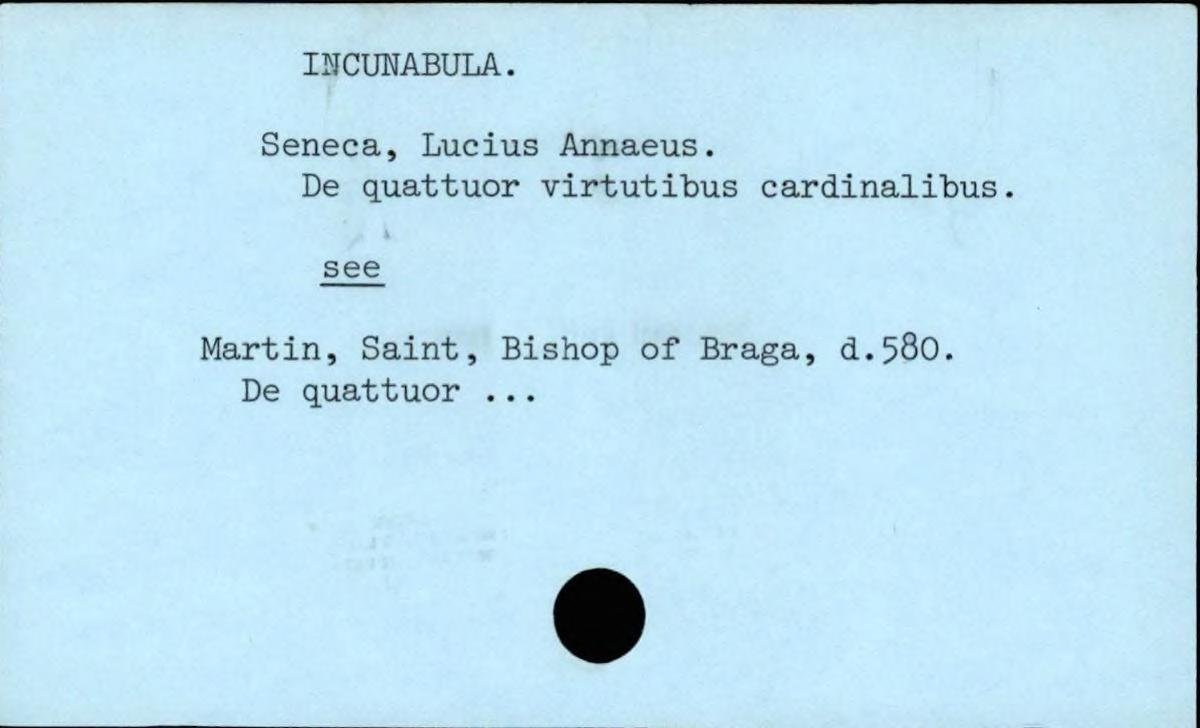 INCUNABULA.
Seneca, Lucius Annaeus.
De quattuor virtutibus cardinalibus.
see
Martin, Saint, Bishop of Braga, d.580.
De quattuor ...